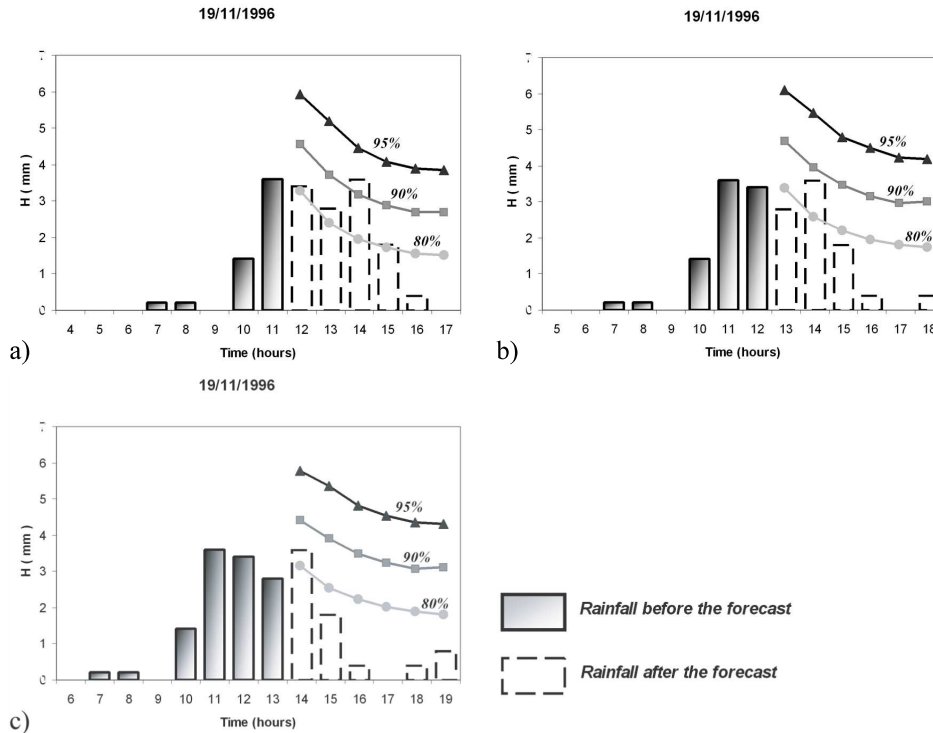 19/11/1996
H ( mm )
6
5
4
3
2
1
95%
90%
80%
4 5 6 7 8 9 10 11 12 13 14 15 16 17
Time (hours)
a)
19/11/1996
H ( mm )
6
5
4
3
2
1
95%
90%
80%
5 6 7 8 9 10 11 12 13 14 15 16 17 18
Time (hours)
b)
19/11/1996
H ( mm )
6
5
4
3
2
1
95%
90%
80%
6 7 8 9 10 11 12 13 14 15 16 17 18 19
Time (hours)
c)
Rainfall before the forecast
Rainfall after the forecast